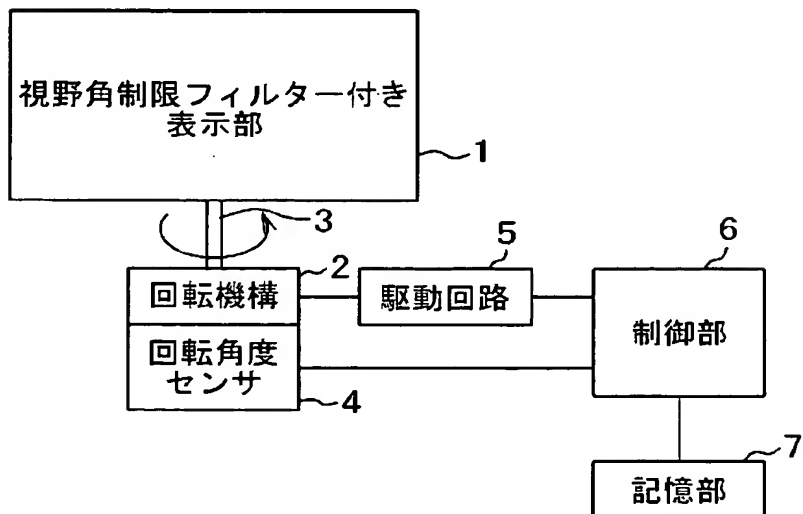 視野角制限フィルター付き
表示部
1
3
2
回転機構
5
駆動回路
6
制御部
回転角度
センサ
4
7
記憶部